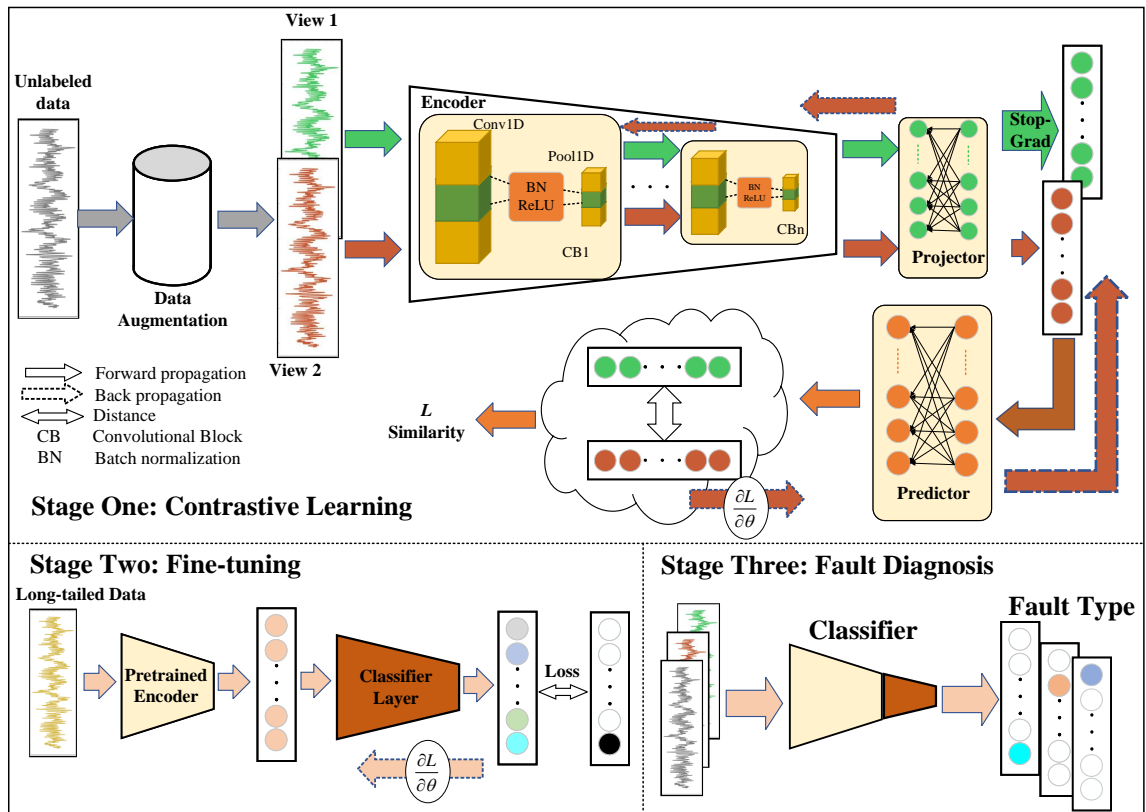 View 1
Unlabeled
data
Data
Augmentation
View 2
Encoder
Conv1D
Pool1D
BN
ReLU
CB1
. . .
BN
ReLU
CBn
Projector
Stop-
Grad
Predictor
L
Similarity
∂L
∂θ
Forward propagation
Back propagation
Distance
CB Convolutional Block
BN Batch normalization
Stage One: Contrastive Learning
Stage Two: Fine-tuning
Long-tailed Data
Pretrained
Encoder
Classifier
Layer
Loss
∂L
∂θ
Stage Three: Fault Diagnosis
Classifier
Fault Type